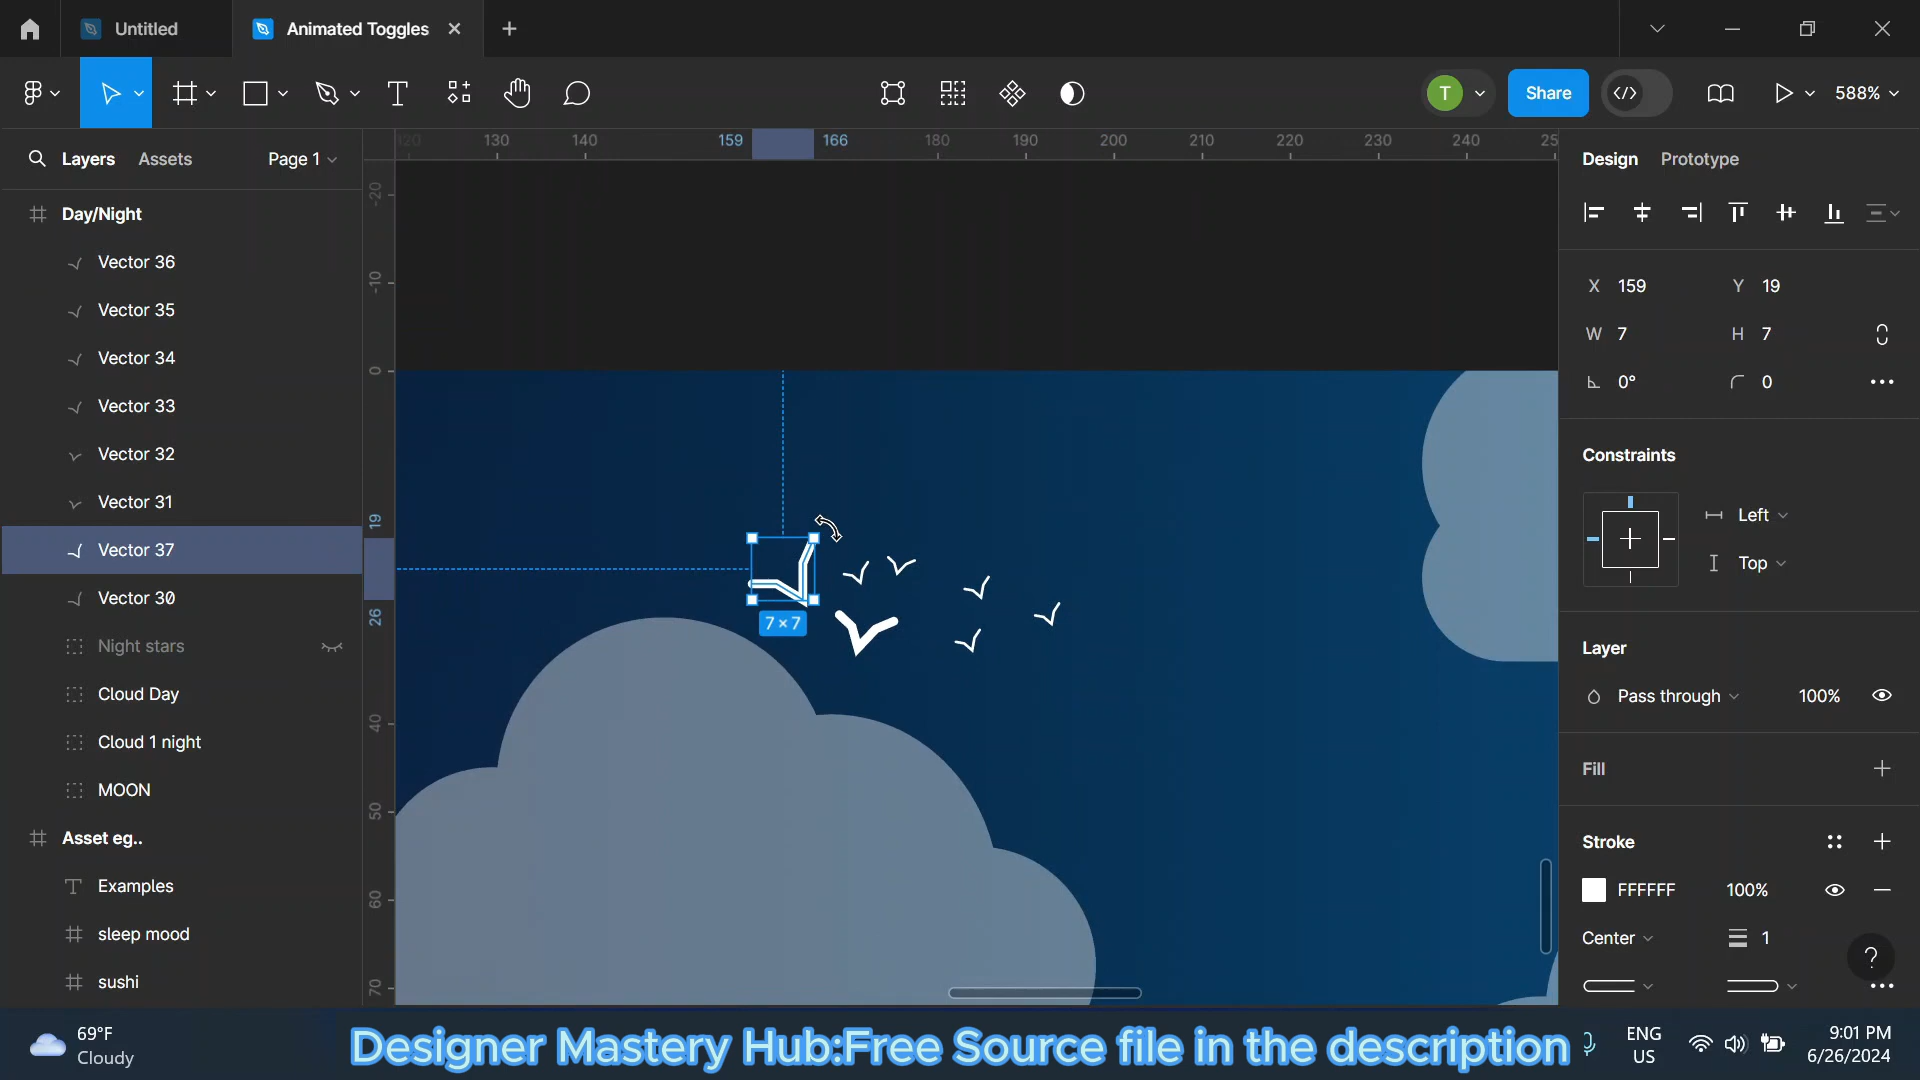 Untitled
Animated Toggles
T
Share
588%
Layers
Assets
Page 1
120
130
140
159
166
180
190
200
210
220
230
240
25
Design
Prototype
Day/Night
Vector 36
Vector 35
Vector 34
Vector 33
Vector 32
Vector 31
Vector 37
Vector 30
Night stars
Cloud Day
Cloud 1 night
MOON
Asset eg..
Examples
sleep mood
sushi
-20
-10
0
19
26
40
50
60
70
7 × 7
X 159
Y 19
W 7
H 7
0°
0
Constraints
Left
Top
Layer
Pass through
100%
Fill
Stroke
FFFFFF
100%
Center
1
?
69°F
Cloudy
Designer Mastery Hub:Free Source file in the description
ENG
US
9:01 PM
6/26/2024